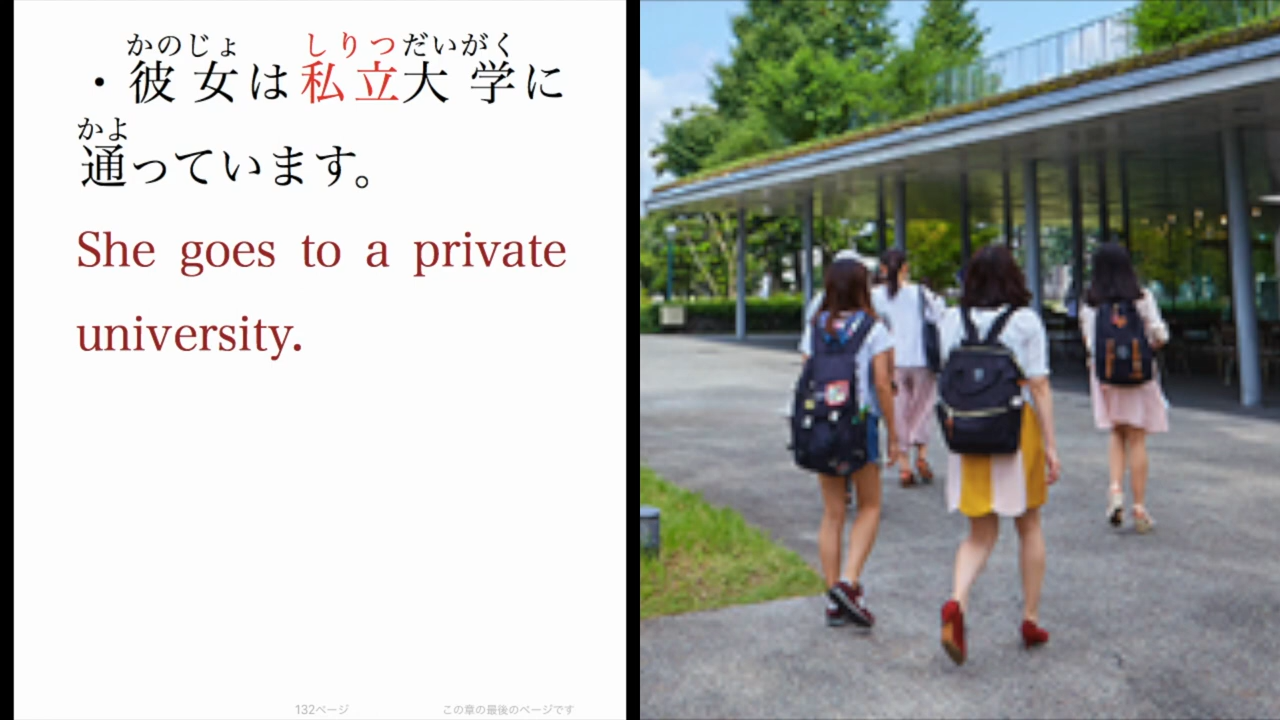 かのじょ しりつだいがく
・彼女は私立大学に
かよ
通っています。
She goes to a private
university.
132ページ この章の最後のページです